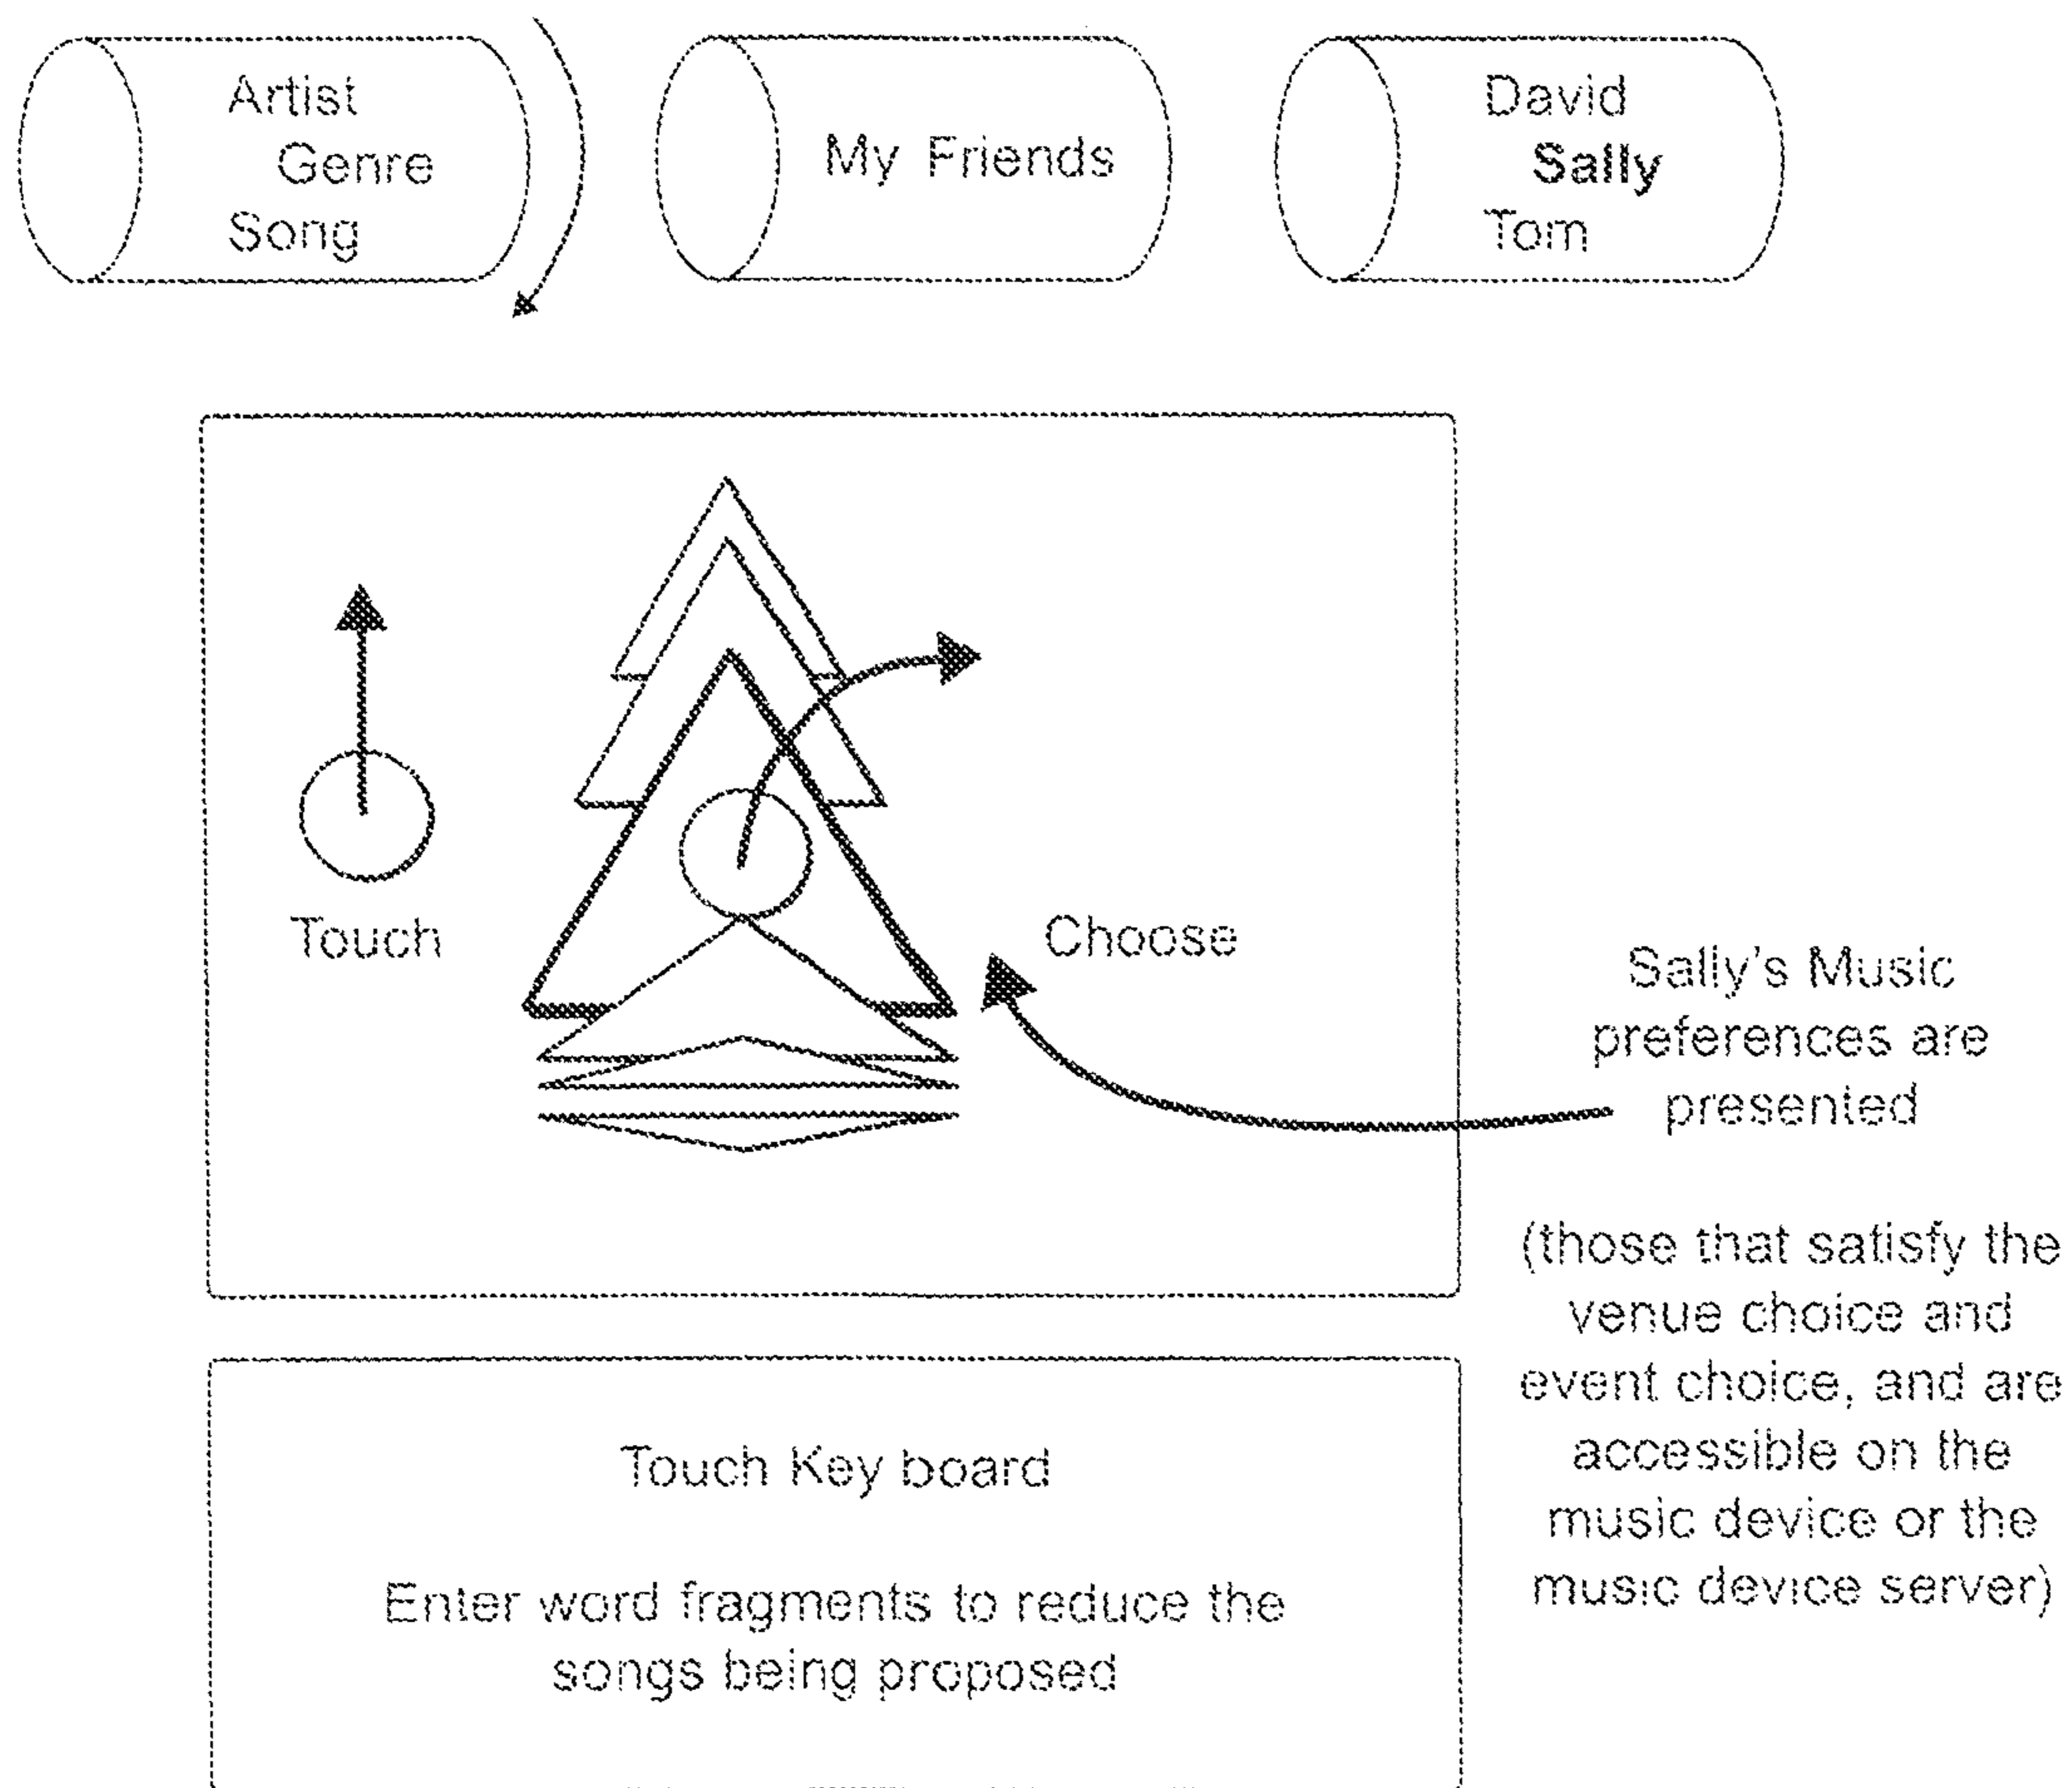 Artist
Genre
Song
My Friends
David
Sally
Tom
Touch
Choose
Sally's Music
preferences are
presented
(those that satisfy the
venue choice and
event choice, and are
accessible on the
music device or the
music device server)
Touch Key board
Enter word fragments to reduce the
songs being proposed